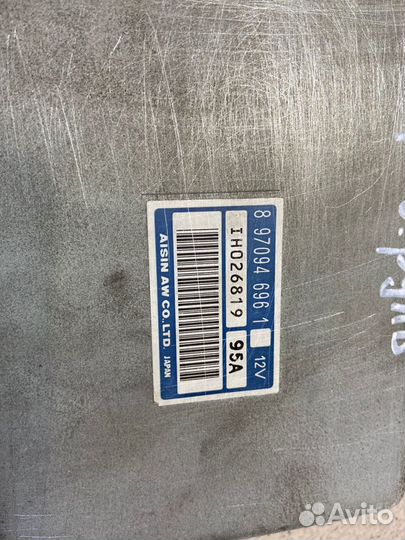 8 97094 696 1 12V
IH026819 95A
AISIN AW CO.,LTD. JAPAN
Avito